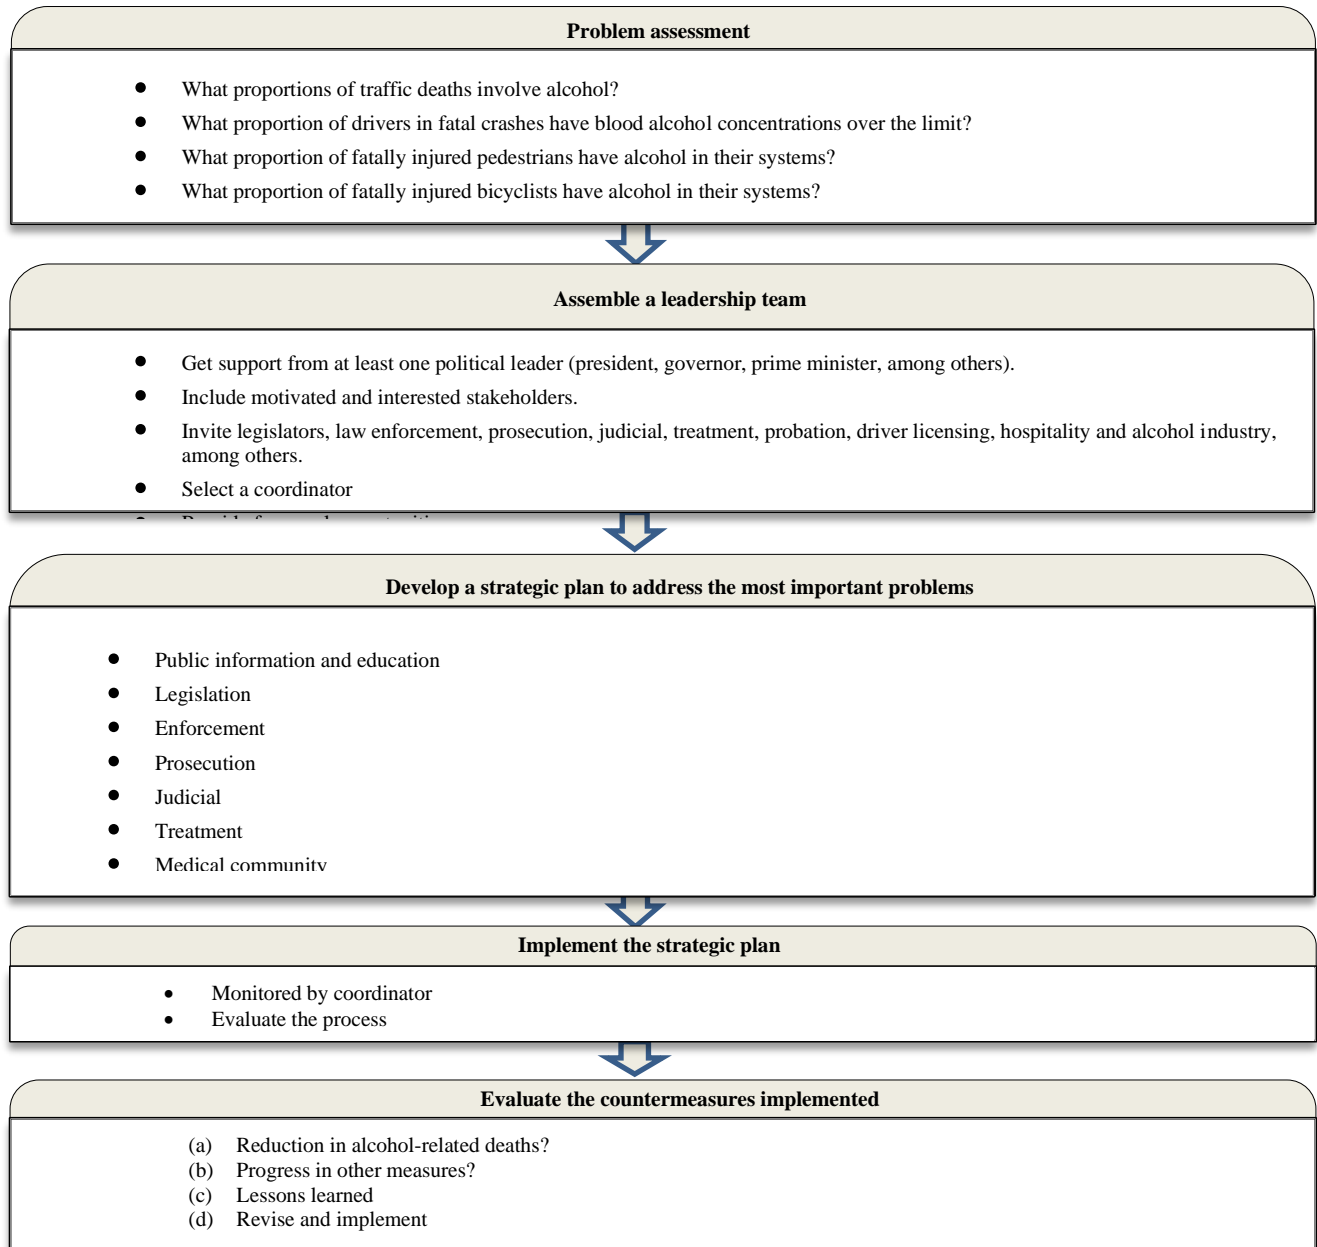 Problem assessment
● What proportions of traffic deaths involve alcohol?
● What proportion of drivers in fatal crashes have blood alcohol concentrations over the limit?
● What proportion of fatally injured pedestrians have alcohol in their systems?
● What proportion of fatally injured bicyclists have alcohol in their systems?
Assemble a leadership team
● Get support from at least one political leader (president, governor, prime minister, among others).
● Include motivated and interested stakeholders.
● Invite legislators, law enforcement, prosecution, judicial, treatment, probation, driver licensing, hospitality and alcohol industry,
among others.
● Select a coordinator
Develop a strategic plan to address the most important problems
● Public information and education
● Legislation
● Enforcement
● Prosecution
● Judicial
● Treatment
● Medical community
Implement the strategic plan
● Monitored by coordinator
● Evaluate the process
Evaluate the countermeasures implemented
(a) Reduction in alcohol-related deaths?
(b) Progress in other measures?
(c) Lessons learned
(d) Revise and implement